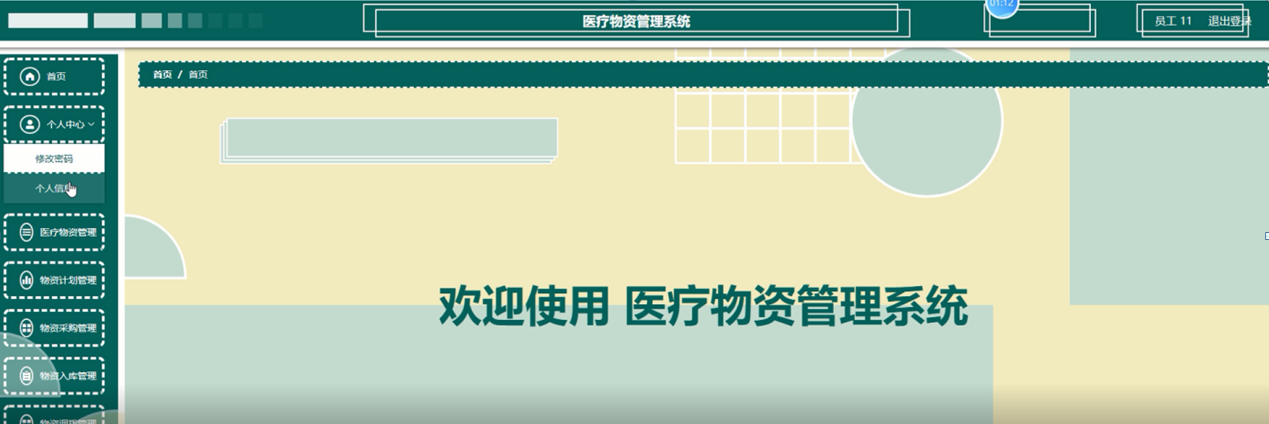 01:12
医疗物资管理系统
员工 11 退出登录
首页
首页 / 首页
个人中心
修改密码
个人信息
医疗物资管理
物资计划管理
欢迎使用 医疗物资管理系统
物资采购管理
物资入库管理